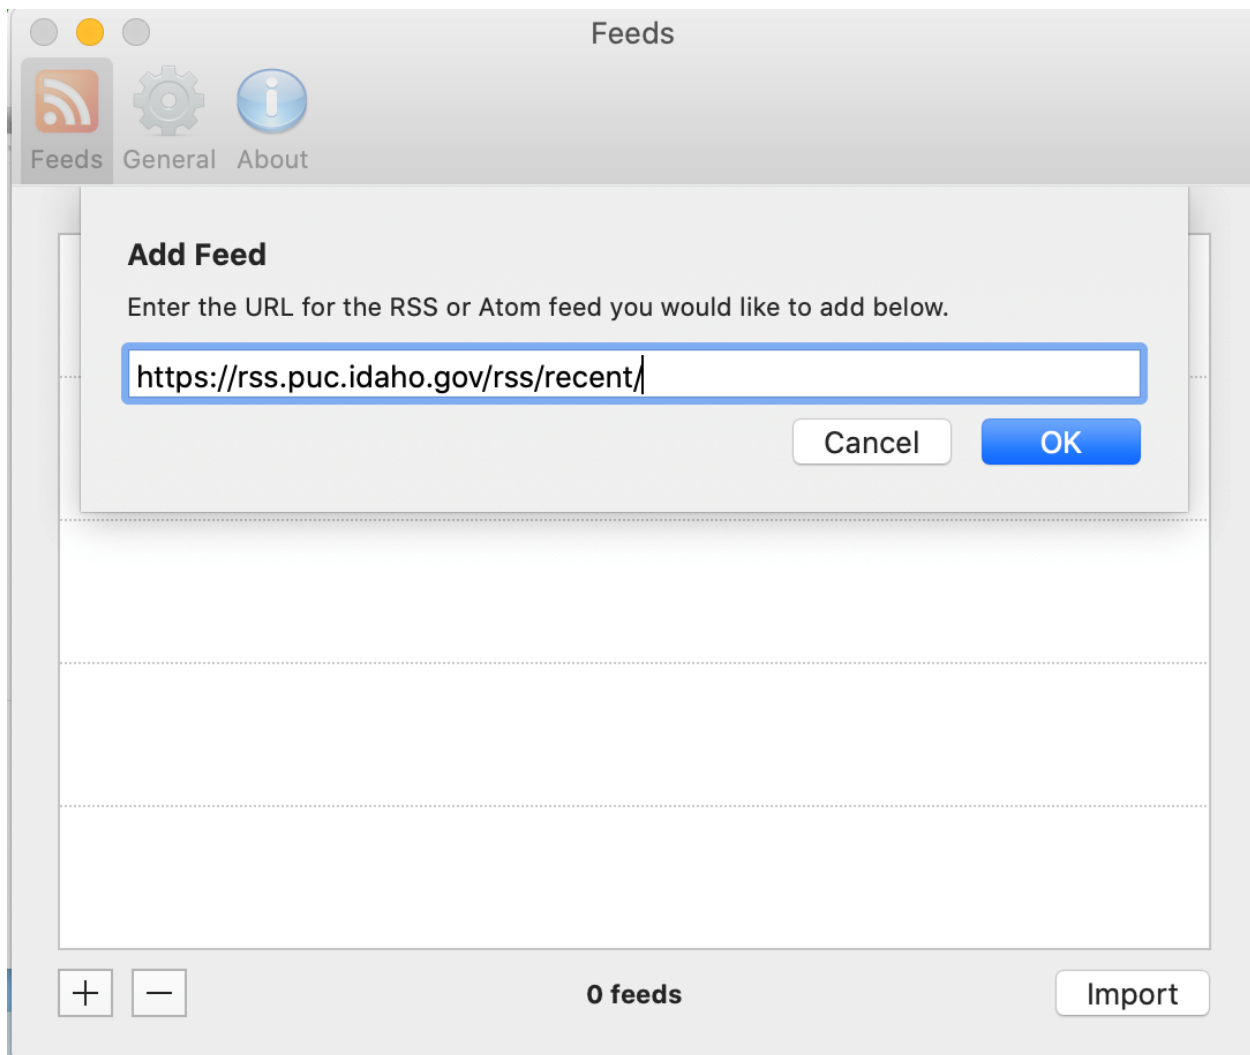 Feeds
Feeds General About
Add Feed
Enter the URL for the RSS or Atom feed you would like to add below.
https://rss.puc.idaho.gov/rss/recent/
Cancel OK
0 feeds Import